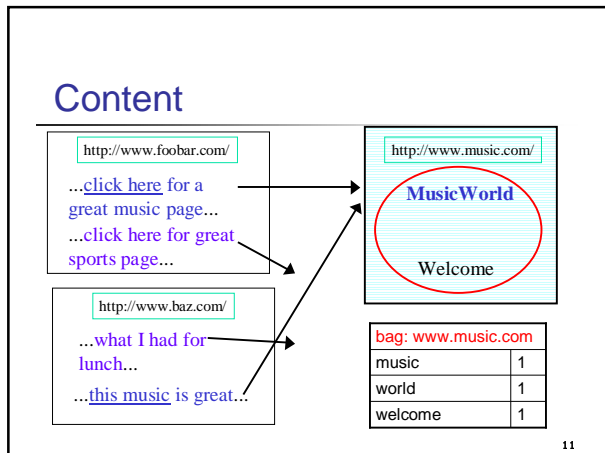 Content
http://www.foobar.com/
...click here for a
great music page...
...click here for great
sports page...
http://www.baz.com/
...what I had for
lunch...
...this music is great...
http://www.music.com/
MusicWorld
Welcome
bag: www.music.com
music 1
world 1
welcome 1
11